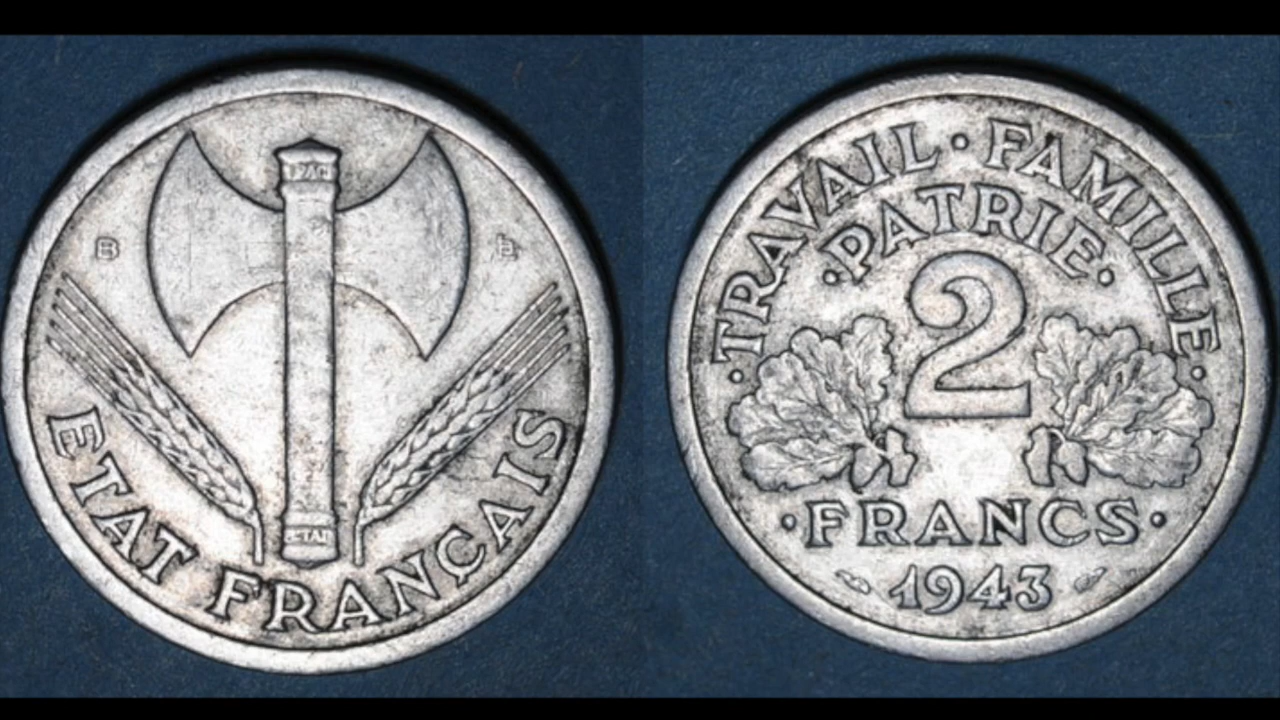 B
ETAT FRANÇAIS
TRAVAIL · FAMILLE
· PATRIE ·
2
· FRANCS ·
1943